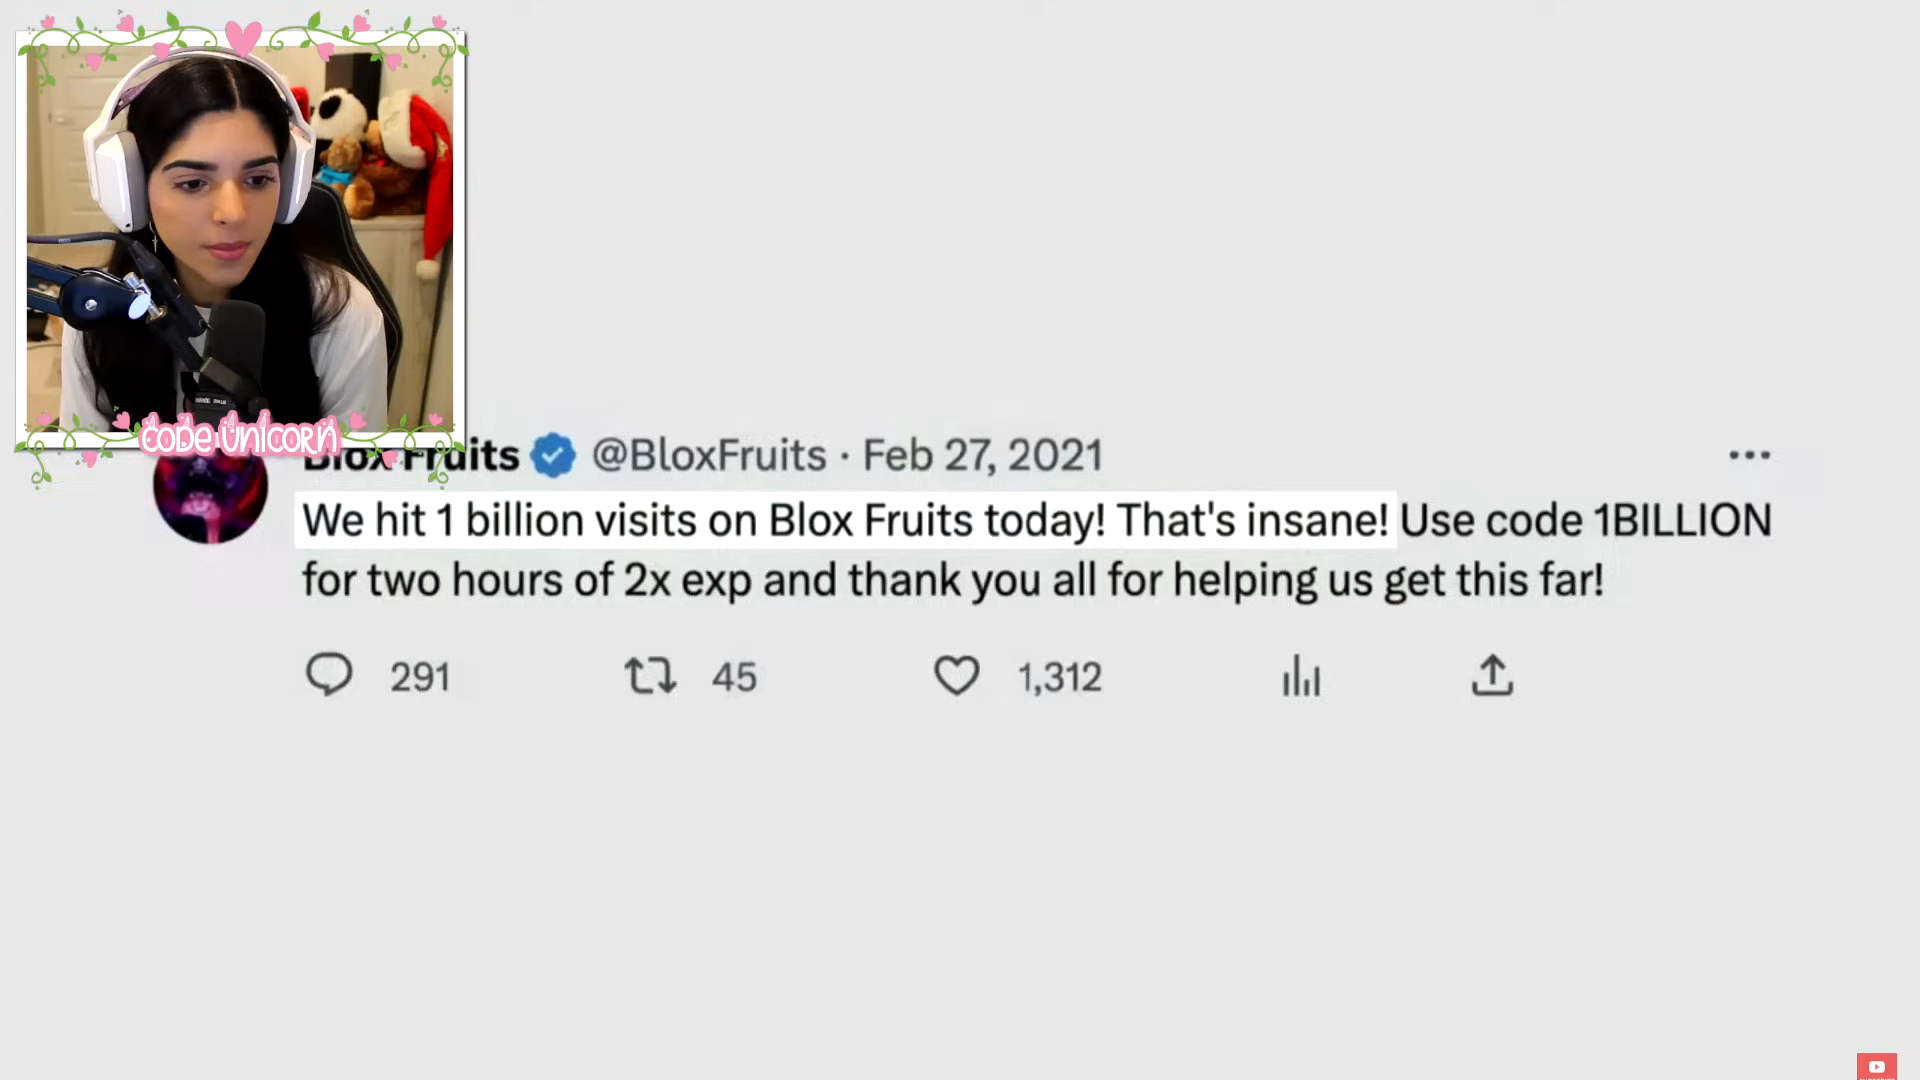 CODE UNICORN
Blox Fruits @BloxFruits · Feb 27, 2021
We hit 1 billion visits on Blox Fruits today! That's insane! Use code 1BILLION
for two hours of 2x exp and thank you all for helping us get this far!
291 45 1,312